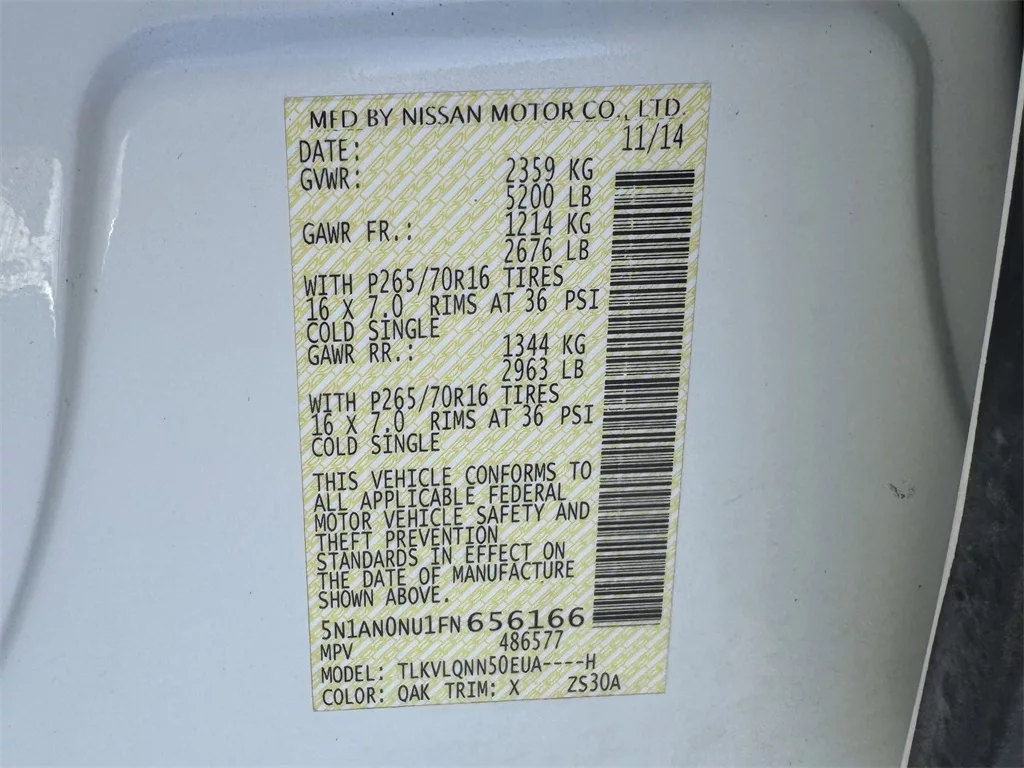 MFD BY NISSAN MOTOR CO., LTD.
DATE: 11/14
GVWR: 2359 KG
5200 LB
GAWR FR.: 1214 KG
2676 LB
WITH P265/70R16 TIRES
16 X 7.0 RIMS AT 36 PSI
COLD SINGLE
GAWR RR.: 1344 KG
2963 LB
WITH P265/70R16 TIRES
16 X 7.0 RIMS AT 36 PSI
COLD SINGLE
THIS VEHICLE CONFORMS TO
ALL APPLICABLE FEDERAL
MOTOR VEHICLE SAFETY AND
THEFT PREVENTION
STANDARDS IN EFFECT ON
THE DATE OF MANUFACTURE
SHOWN ABOVE.
5N1AN0NU1FN656166
MPV 486577
MODEL: TLKVLQNN50EUA----H
COLOR: QAK TRIM: X ZS30A